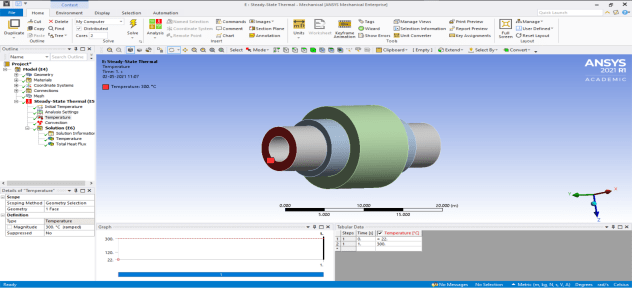 E - Steady-State Thermal - Mechanical [ANSYS Mechanical Enterprise]
Context
File Home Environment Display Selection Automation
Duplicate
Cut
Delete
Copy
Find
Paste
Tree
My Computer
Distributed
Cores 2
Solve
Analysis
Named Selection
Coordinate System
Remote Point
Commands
Comment
Chart
Images
Section Plane
Annotation
Units
Worksheet
Keyframe Animation
Tags
Wizard
Show Errors
Manage Views
Selection Information
Unit Converter
Print Preview
Report Preview
Key Assignments
Full Screen
Manage
User Defined
Reset Layout
Outline Solve Insert Tools Layout
Select Mode Clipboard [ Empty ] Extend Select By Convert
Outline
Name Search Outline
Project*
Model (E4)
Geometry
Materials
Coordinate Systems
Connections
Mesh
Steady-State Thermal (E5
Initial Temperature
Analysis Settings
Temperature
Convection
Solution (E6)
Solution Information
Temperature
Total Heat Flux
Details of "Temperature"
Scope
Scoping Method Geometry Selection
Geometry 1 Face
Definition
Type Temperature
Magnitude 300. °C (ramped)
Suppressed No
E: Steady-State Thermal
Temperature
Time: 1. s
Temperature: 300. °C
ANSYS
2021 R1
ACADEMIC
0.000 10.000 20.000 (m)
5.000 15.000
X
Y
Z
Graph
300.
120.
22.
1.
1
Tabular Data
Steps Time [s] Temperature [°C]
1 1 0. = 22.
2 1 1. 300.
Ready
No Messages No Selection Metric (m, kg, N, s, V, A) Degrees rad/s Celsius